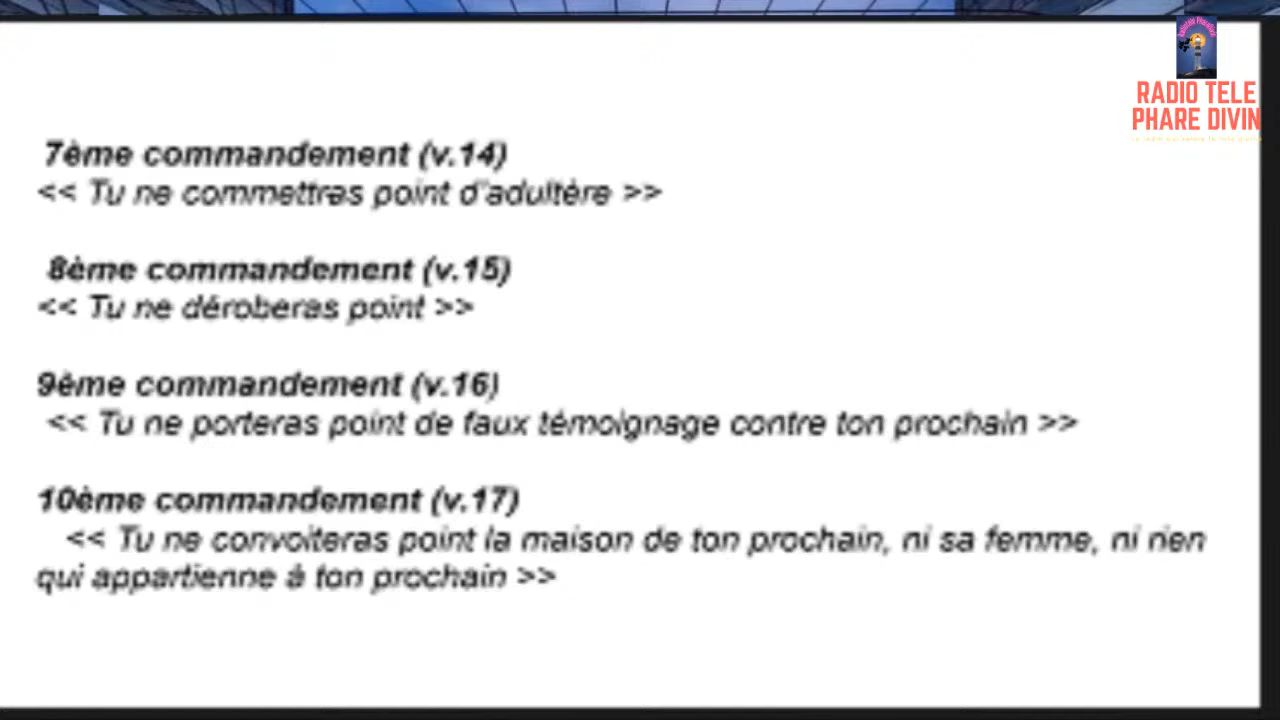 RADIO TELE
PHARE DIVIN
7ème commandement (v.14)
<< Tu ne commettras point d'adultère >>
8ème commandement (v.15)
<< Tu ne déroberas point >>
9ème commandement (v.16)
<< Tu ne porteras point de faux témoignage contre ton prochain >>
10ème commandement (v.17)
<< Tu ne convoiteras point la maison de ton prochain, ni sa femme, ni rien
qui appartienne à ton prochain >>